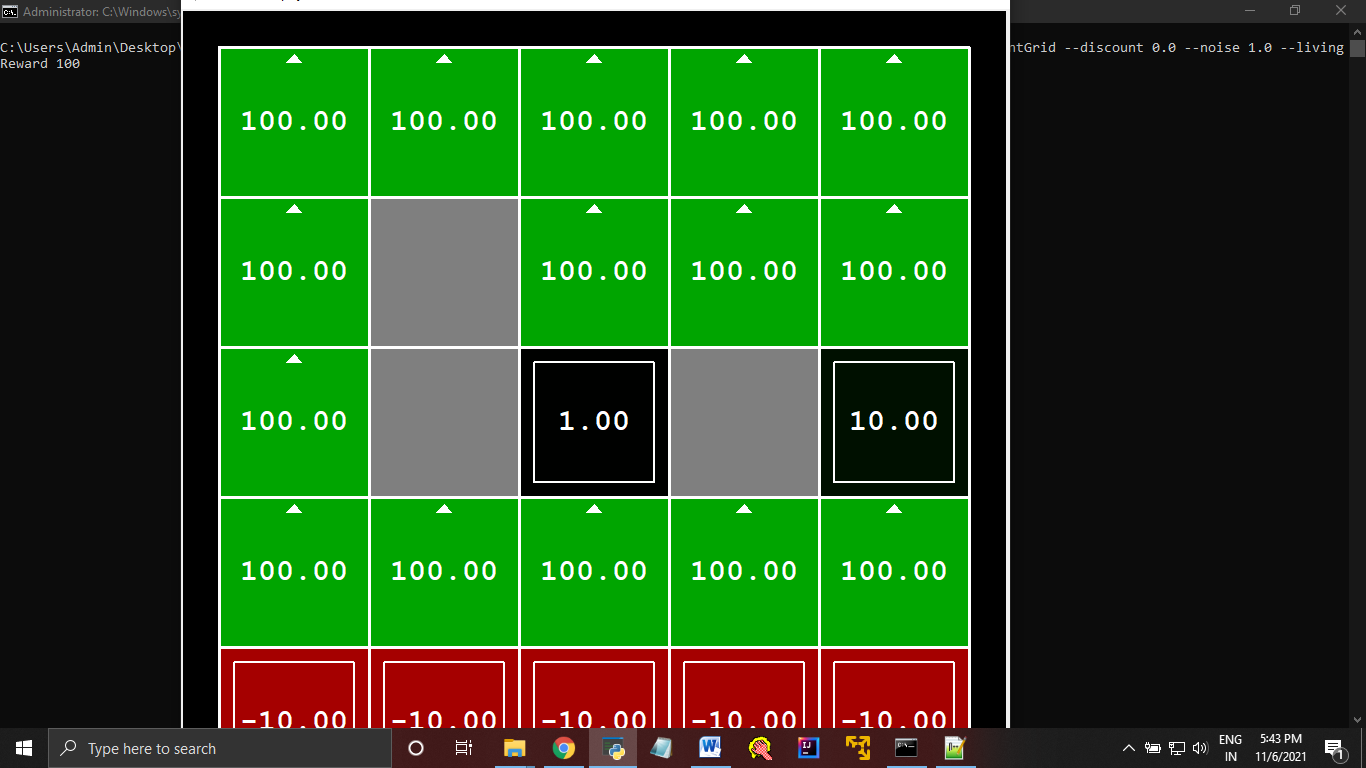 Administrator: C:\Windows\sy
C:\Users\Admin\Desktop\
ntGrid --discount 0.0 --noise 1.0 --living
Reward 100
100.00 100.00 100.00 100.00 100.00
100.00 100.00 100.00 100.00
100.00 1.00 10.00
100.00 100.00 100.00 100.00 100.00
-10.00 -10.00 -10.00 -10.00 -10.00
Type here to search
ENG
IN
5:43 PM
11/6/2021
1